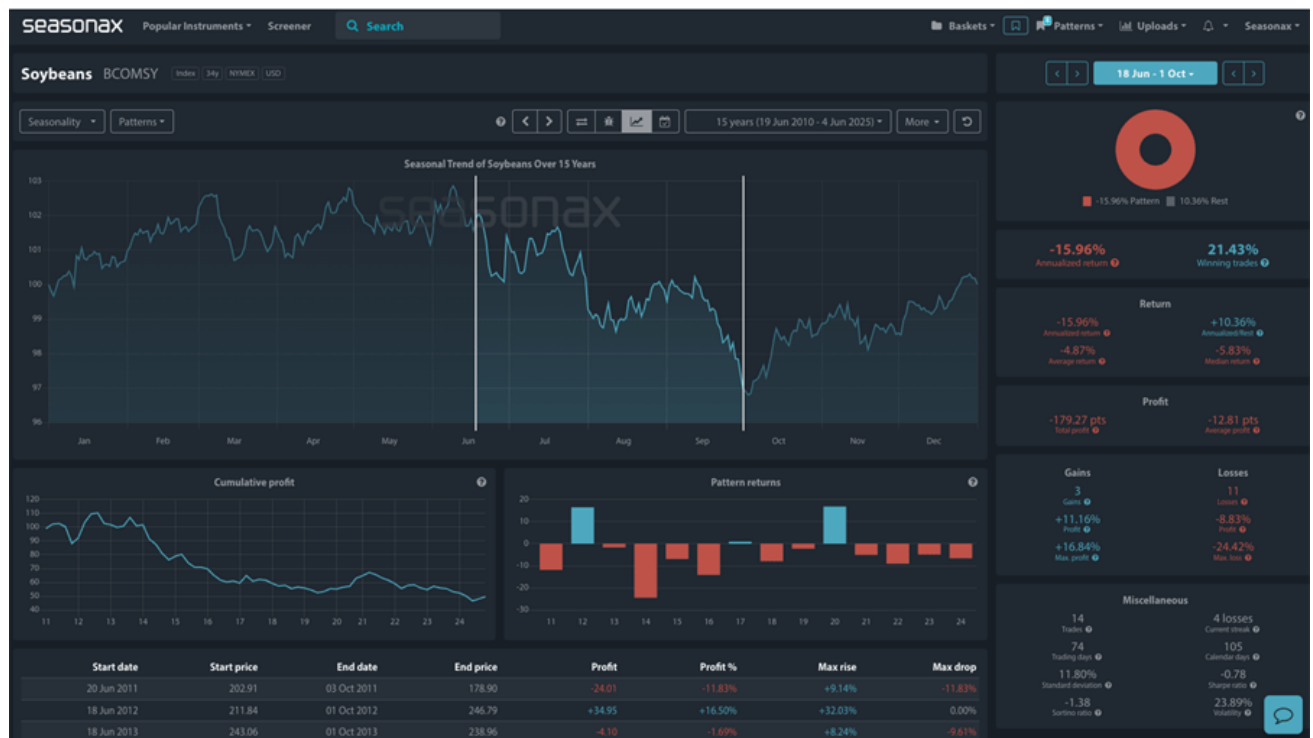 seasonax Popular Instruments Screener Search Baskets 8 Patterns Uploads Seasonax
Soybeans BCOMSY Index 34y NYMEX USD
18 Jun - 1 Oct
Seasonality Patterns 15 years (19 Jun 2010 - 4 Jun 2025) More
Seasonal Trend of Soybeans Over 15 Years
seasonax
103
102
101
100
99
98
97
96
Jan Feb Mar Apr May Jun Jul Aug Sep Oct Nov Dec
-15.96% Pattern 10.36% Rest
-15.96% 21.43%
Annualized return Winning trades
Return
-15.96% +10.36%
Annualized return Annualized/Rest
-4.87% -5.83%
Average return Median return
Profit
-179.27 pts -12.81 pts
Total profit Average profit
Gains Losses
3 11
Gains Losses
+11.16% -8.83%
Profit Profit
+16.84% -24.42%
Max. profit Max. loss
Miscellaneous
14 4 losses
Trades Current streak
74 105
Trading days Calendar days
11.80% -0.78
Standard deviation Sharpe ratio
-1.38 23.89%
Sortino ratio Volatility
Cumulative profit
120
110
100
90
80
70
60
50
40
11 12 13 14 15 16 17 18 19 20 21 22 23 24
Pattern returns
20
10
0
-10
-20
-30
11 12 13 14 15 16 17 18 19 20 21 22 23 24
Start date Start price End date End price Profit Profit % Max rise Max drop
20 Jun 2011 202.91 03 Oct 2011 178.90 -24.01 -11.83% +9.14% -11.83%
18 Jun 2012 211.84 01 Oct 2012 246.79 +34.95 +16.50% +32.03% 0.00%
18 Jun 2013 243.06 01 Oct 2013 238.96 -4.10 -1.69% +8.24% -9.61%